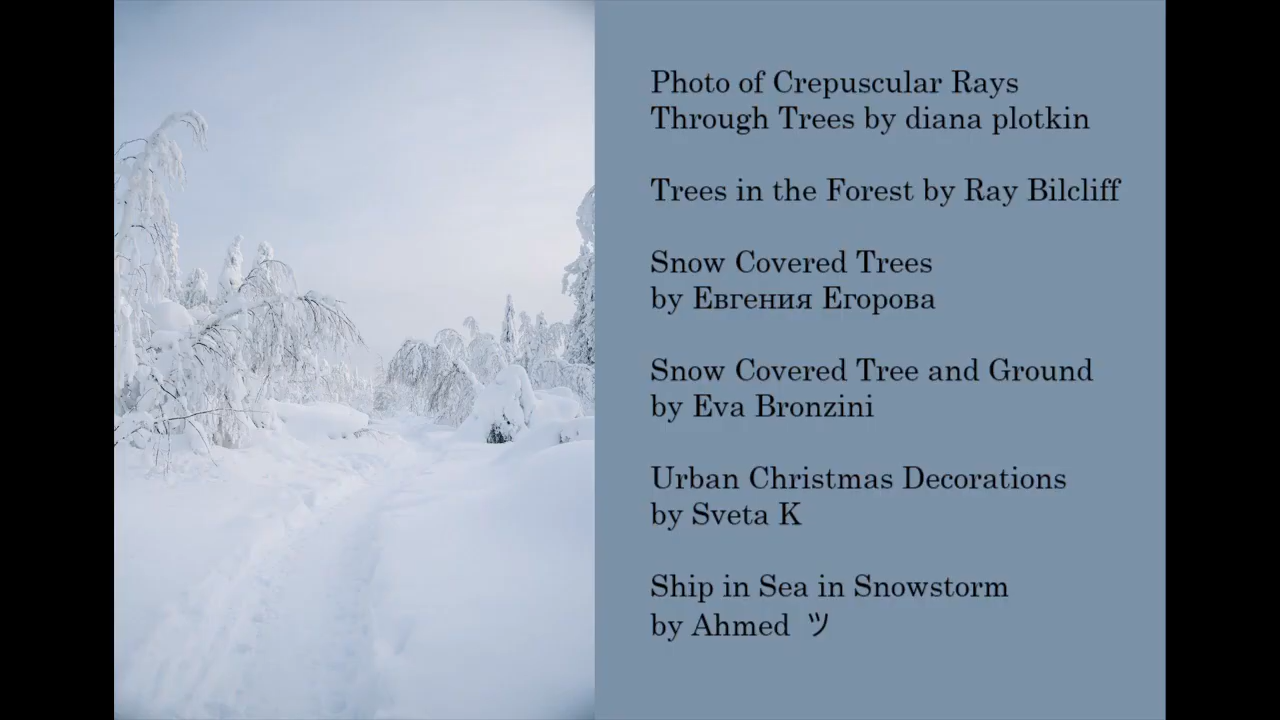 Photo of Crepuscular Rays
Through Trees by diana plotkin
Trees in the Forest by Ray Bilcliff
Snow Covered Trees
by Евгения Егорова
Snow Covered Tree and Ground
by Eva Bronzini
Urban Christmas Decorations
by Sveta K
Ship in Sea in Snowstorm
by Ahmed ツ